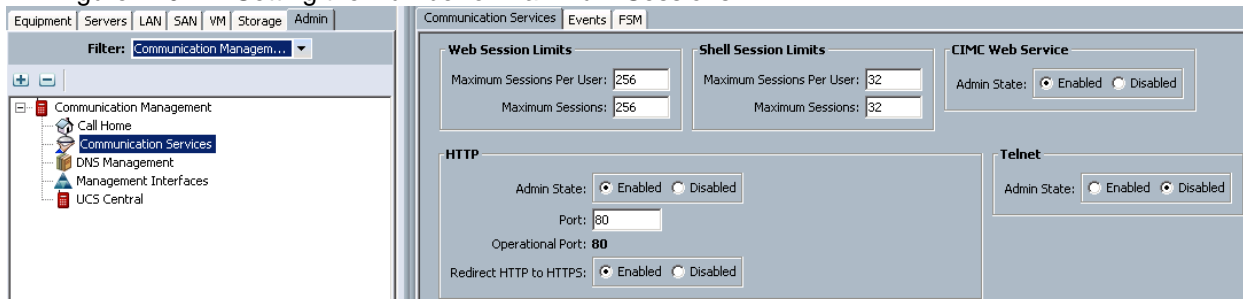 Equipment Servers LAN SAN VM Storage Admin
Filter: Communication Managem...
Communication Management
Call Home
Communication Services
DNS Management
Management Interfaces
UCS Central
Communication Services Events FSM
Web Session Limits
Maximum Sessions Per User: 256
Maximum Sessions: 256
Shell Session Limits
Maximum Sessions Per User: 32
Maximum Sessions: 32
CIMC Web Service
Admin State: Enabled Disabled
HTTP
Admin State: Enabled Disabled
Port: 80
Operational Port: 80
Redirect HTTP to HTTPS: Enabled Disabled
Telnet
Admin State: Enabled Disabled